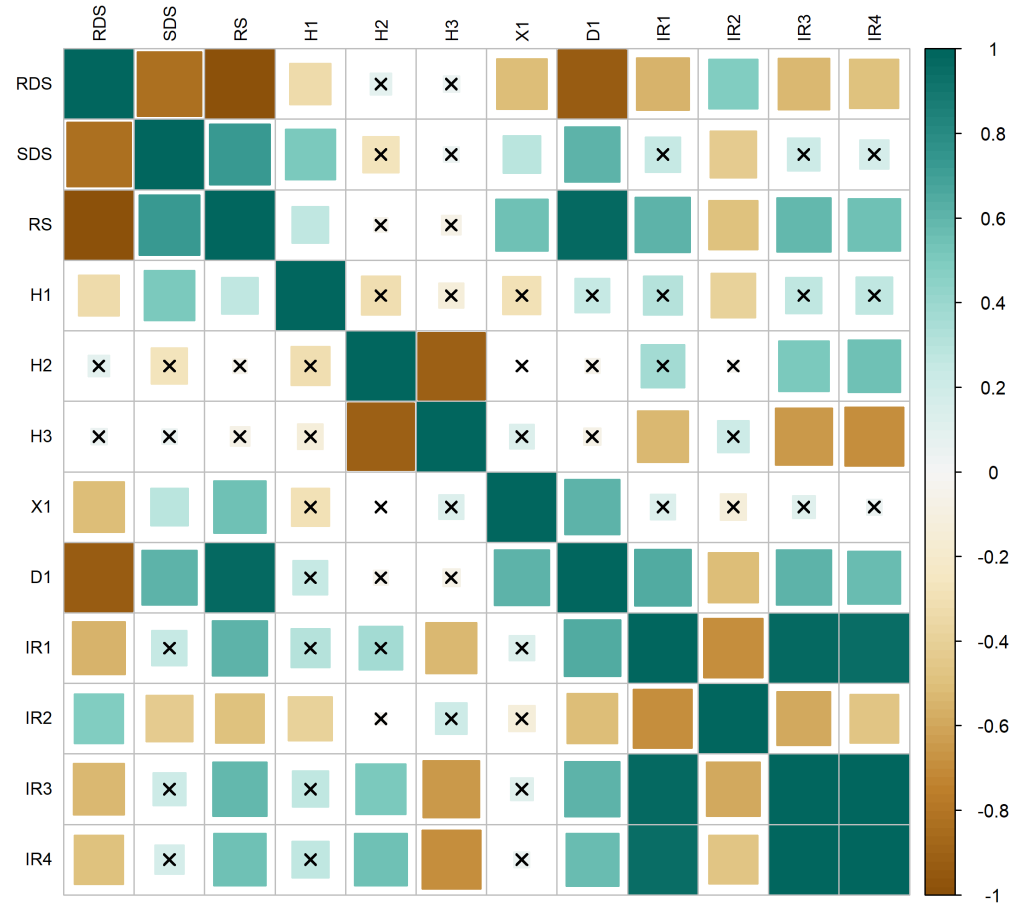 RDS SDS RS H1 H2 H3 X1 D1 IR1 IR2 IR3 IR4
RDS
SDS
RS
H1
H2
H3
X1
D1
IR1
IR2
IR3
IR4
1
0.8
0.6
0.4
0.2
0
-0.2
-0.4
-0.6
-0.8
-1